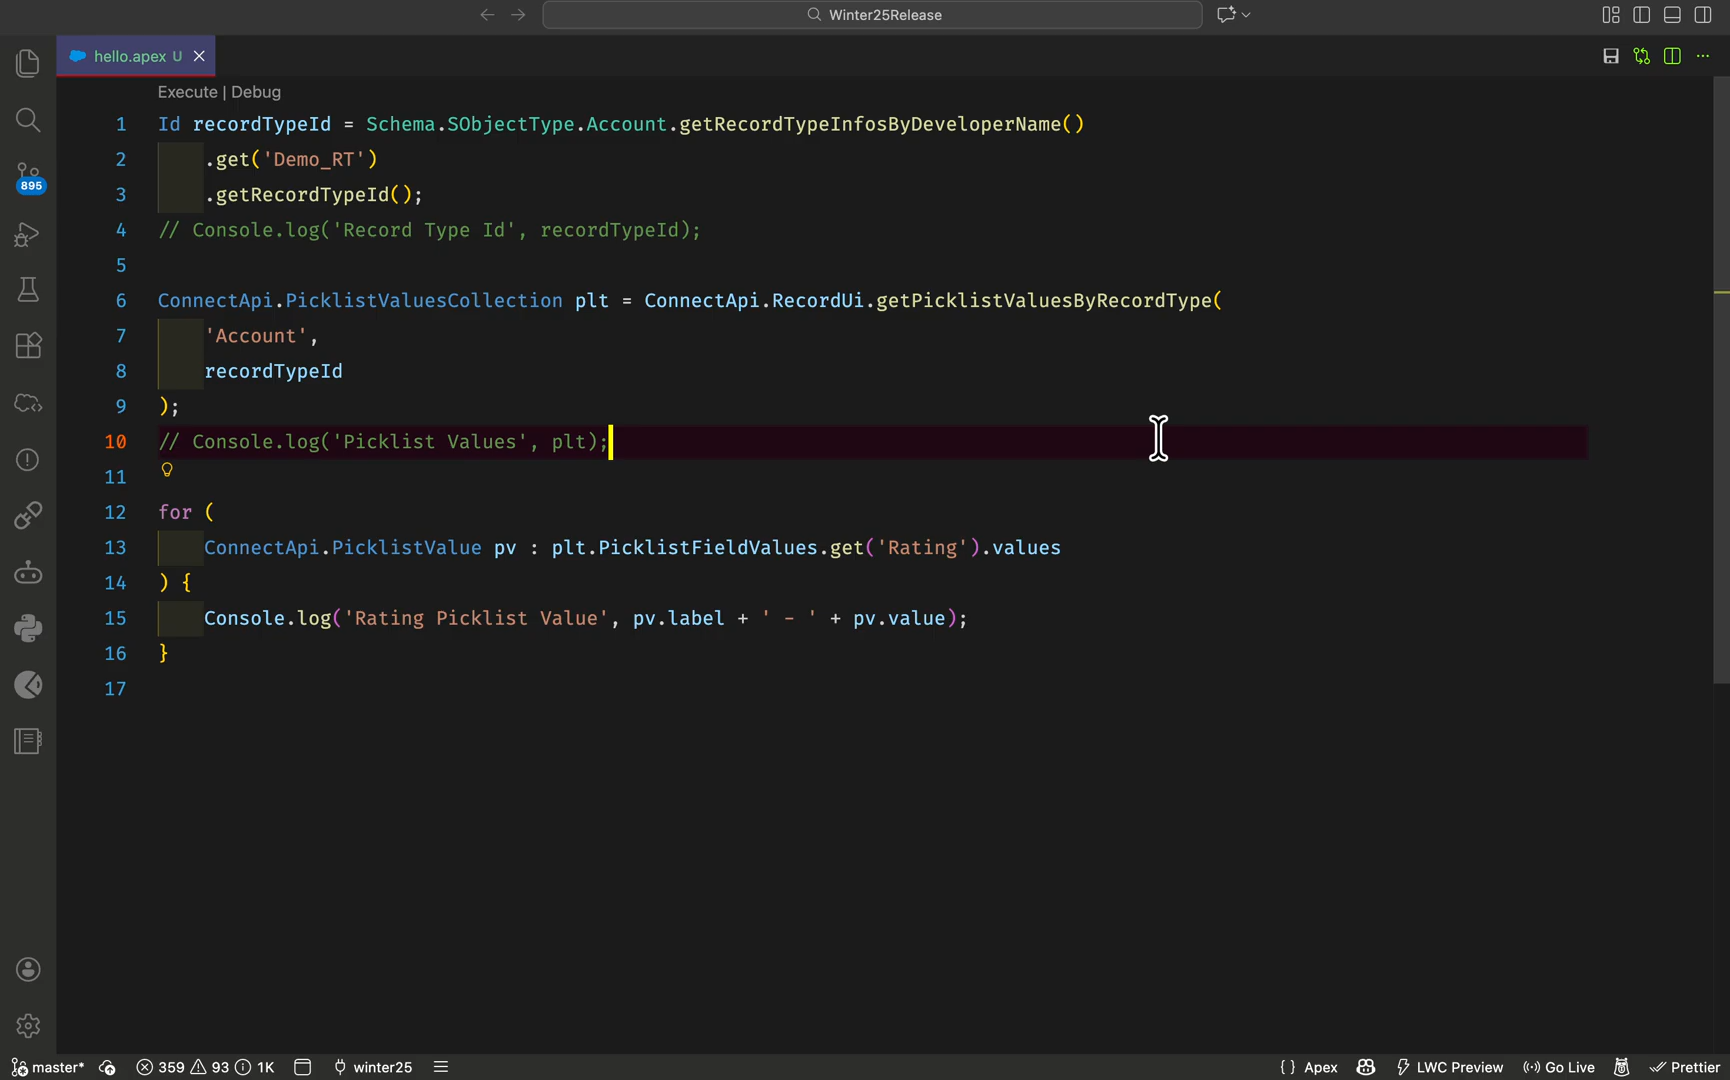 Winter25Release
hello.apex U
Execute | Debug
1 Id recordTypeId = Schema.SObjectType.Account.getRecordTypeInfosByDeveloperName()
2     .get('Demo_RT')
3     .getRecordTypeId();
4 // Console.log('Record Type Id', recordTypeId);
5
6 ConnectApi.PicklistValuesCollection plt = ConnectApi.RecordUi.getPicklistValuesByRecordType(
7     'Account',
8     recordTypeId
9 );
10 // Console.log('Picklist Values', plt);
11
12 for (
13     ConnectApi.PicklistValue pv : plt.PicklistFieldValues.get('Rating').values
14 ) {
15     Console.log('Rating Picklist Value', pv.label + ' - ' + pv.value);
16 }
17
895
master* 359 93 1K winter25 { } Apex LWC Preview Go Live Prettier